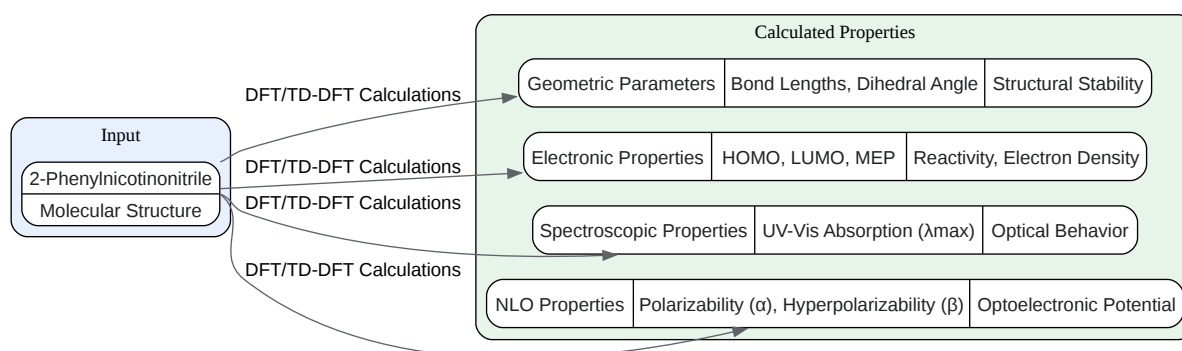 Calculated Properties
Geometric Parameters Bond Lengths, Dihedral Angle Structural Stability
DFT/TD-DFT Calculations
Input
2-Phenylnicotinonitrile
Molecular Structure
DFT/TD-DFT Calculations
Electronic Properties HOMO, LUMO, MEP Reactivity, Electron Density
DFT/TD-DFT Calculations
Spectroscopic Properties UV-Vis Absorption (λmax) Optical Behavior
DFT/TD-DFT Calculations
NLO Properties Polarizability (α), Hyperpolarizability (β) Optoelectronic Potential